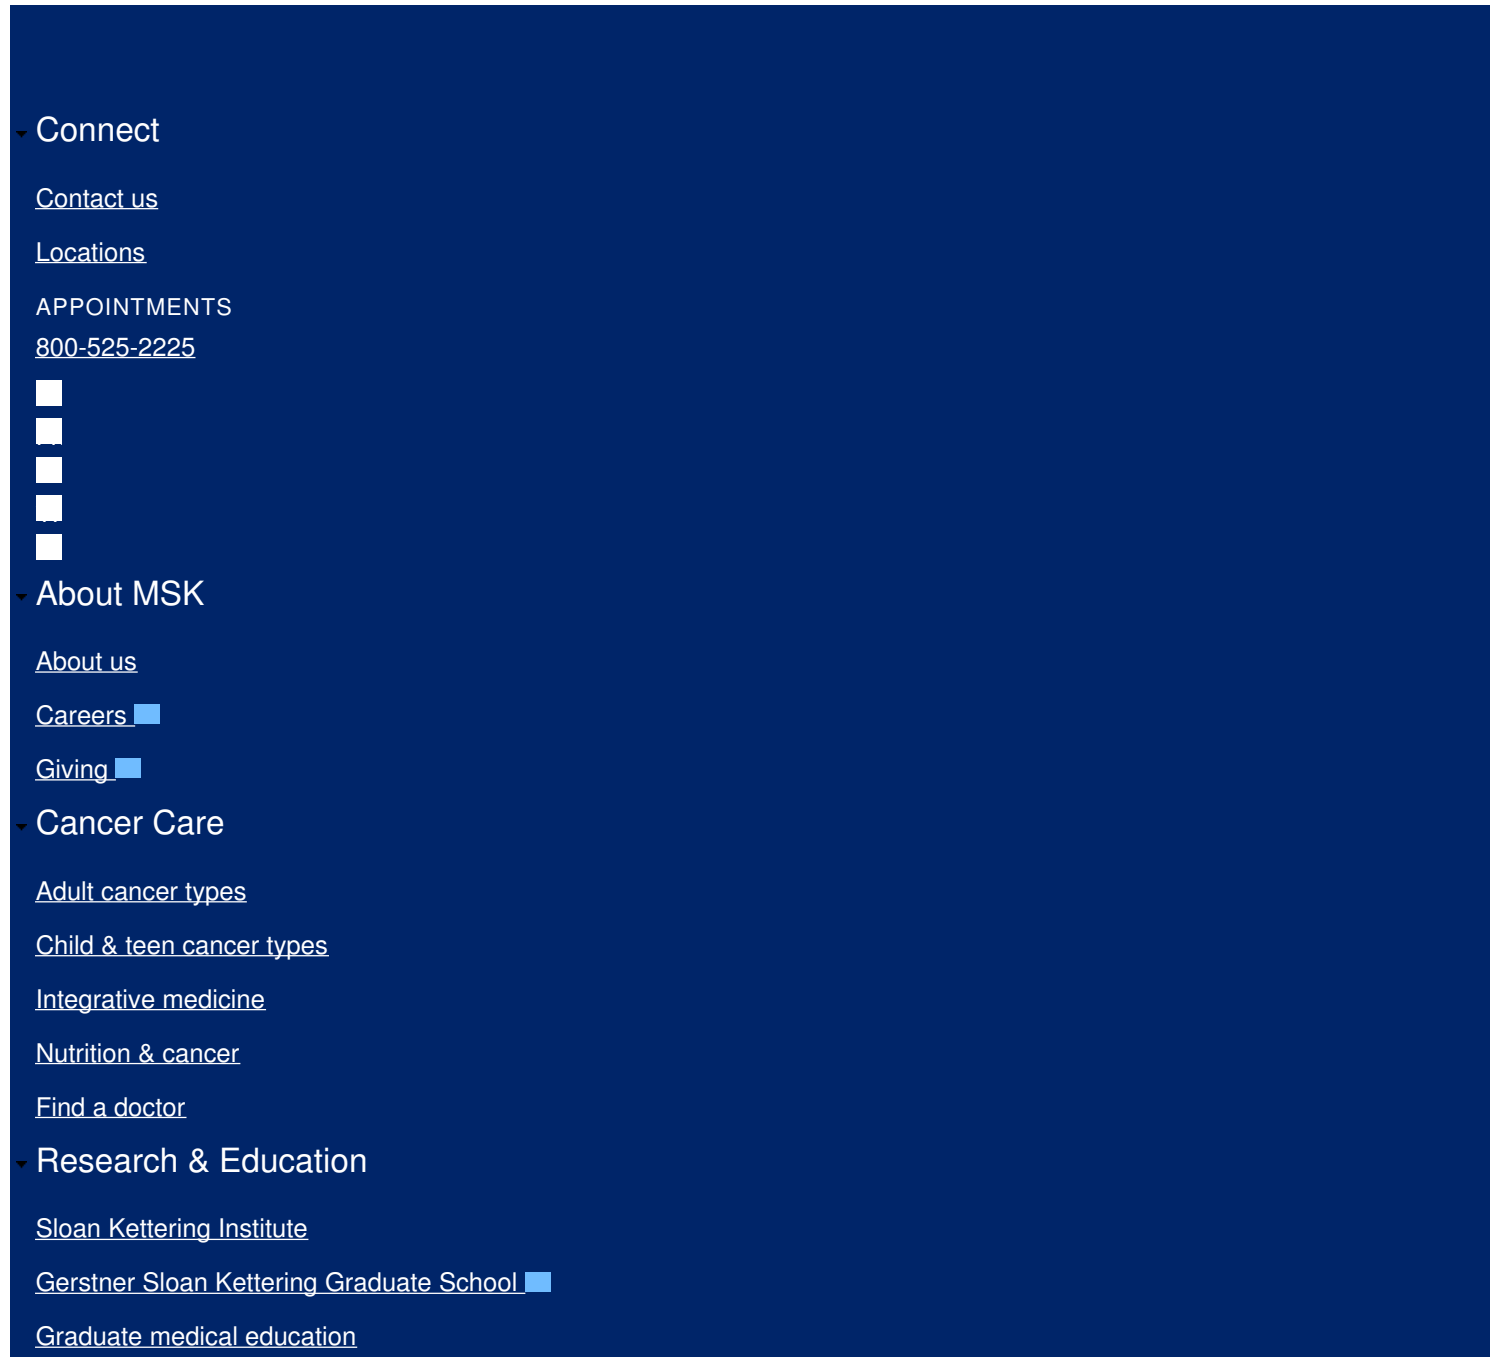 Connect
Contact us
Locations
APPOINTMENTS
800-525-2225
About MSK
About us
Careers
Giving
Cancer Care
Adult cancer types
Child & teen cancer types
Integrative medicine
Nutrition & cancer
Find a doctor
Research & Education
Sloan Kettering Institute
Gerstner Sloan Kettering Graduate School
Graduate medical education